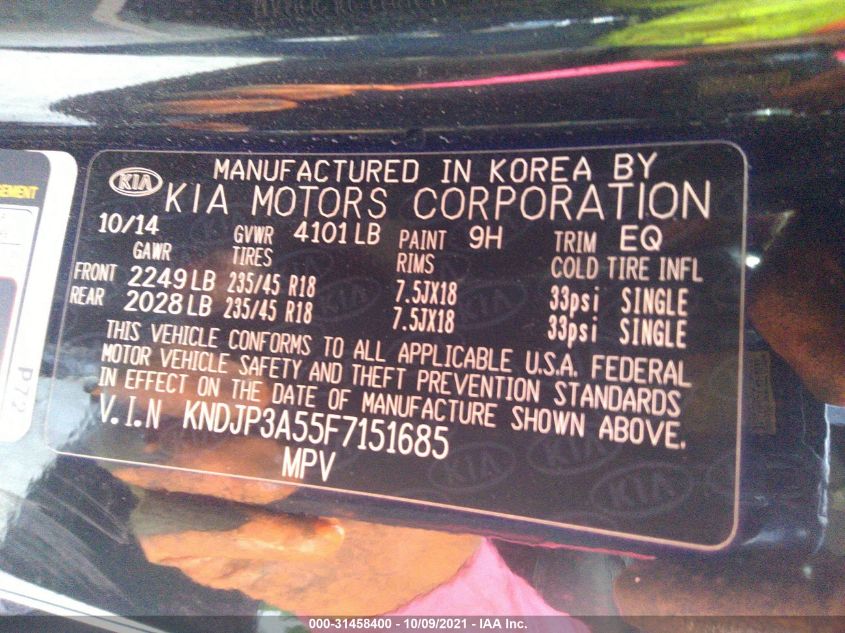 MANUFACTURED IN KOREA BY
KIA
KIA MOTORS CORPORATION
10/14 GVWR 4101 LB PAINT 9H TRIM EQ
GAWR TIRES RIMS COLD TIRE INFL
FRONT 2249 LB 235/45 R18 7.5JX18 33psi SINGLE
REAR 2028 LB 235/45 R18 7.5JX18 33psi SINGLE
THIS VEHICLE CONFORMS TO ALL APPLICABLE U.S.A. FEDERAL
MOTOR VEHICLE SAFETY AND THEFT PREVENTION STANDARDS
IN EFFECT ON THE DATE OF MANUFACTURE SHOWN ABOVE.
V.I.N KNDJP3A55F7151685
MPV
P72
000-31458400 - 10/09/2021 - IAA Inc.